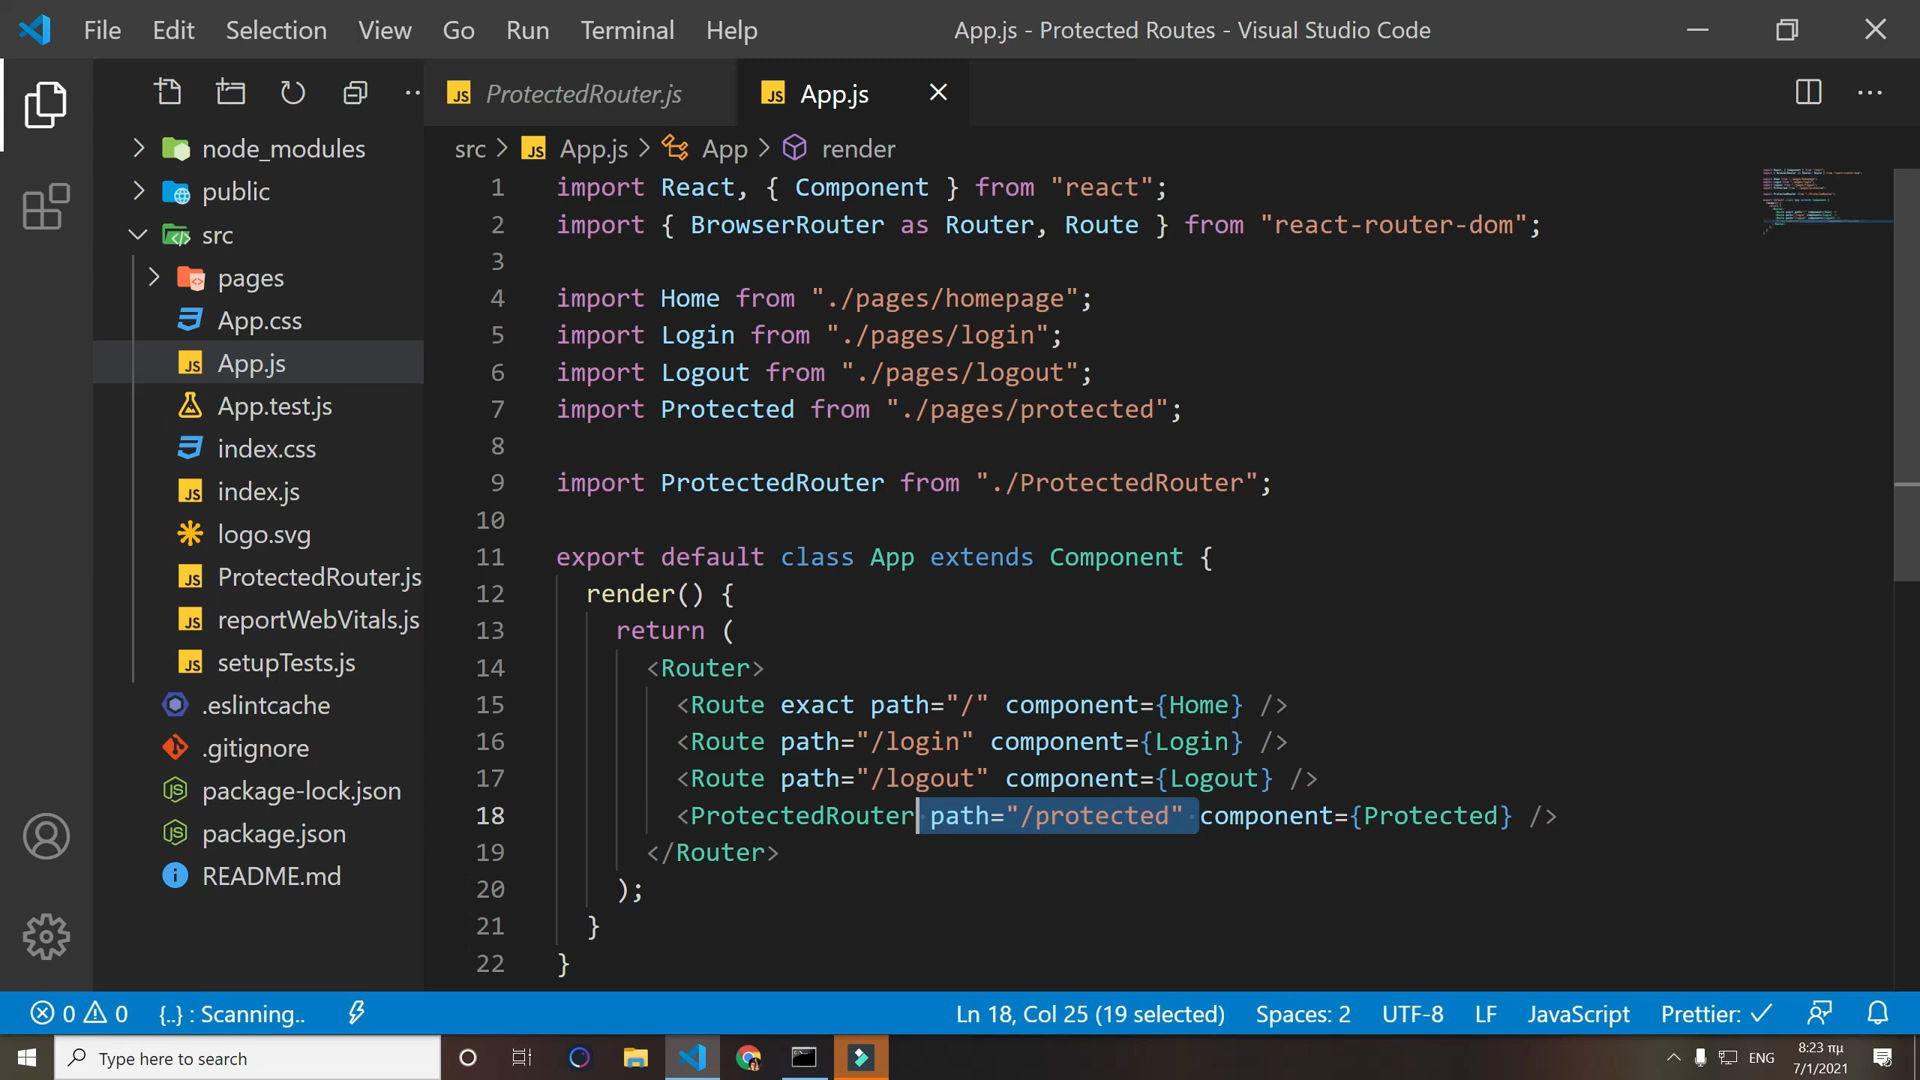 File Edit Selection View Go Run Terminal Help
App.js - Protected Routes - Visual Studio Code
JS ProtectedRouter.js
JS App.js
src > JS App.js > App > render
node_modules
public
src
pages
App.css
JS App.js
App.test.js
index.css
JS index.js
logo.svg
JS ProtectedRouter.js
JS reportWebVitals.js
JS setupTests.js
.eslintcache
.gitignore
package-lock.json
package.json
README.md
1 import React, { Component } from "react";
2 import { BrowserRouter as Router, Route } from "react-router-dom";
3
4 import Home from "./pages/homepage";
5 import Login from "./pages/login";
6 import Logout from "./pages/logout";
7 import Protected from "./pages/protected";
8
9 import ProtectedRouter from "./ProtectedRouter";
10
11 export default class App extends Component {
12 render() {
13 return (
14 <Router>
15 <Route exact path="/" component={Home} />
16 <Route path="/login" component={Login} />
17 <Route path="/logout" component={Logout} />
18 <ProtectedRouter path="/protected" component={Protected} />
19 </Router>
20 );
21 }
22 }
0 0 {..} : Scanning.. Ln 18, Col 25 (19 selected) Spaces: 2 UTF-8 LF JavaScript Prettier: ✓
Type here to search
ENG
8:23 πμ
7/1/2021